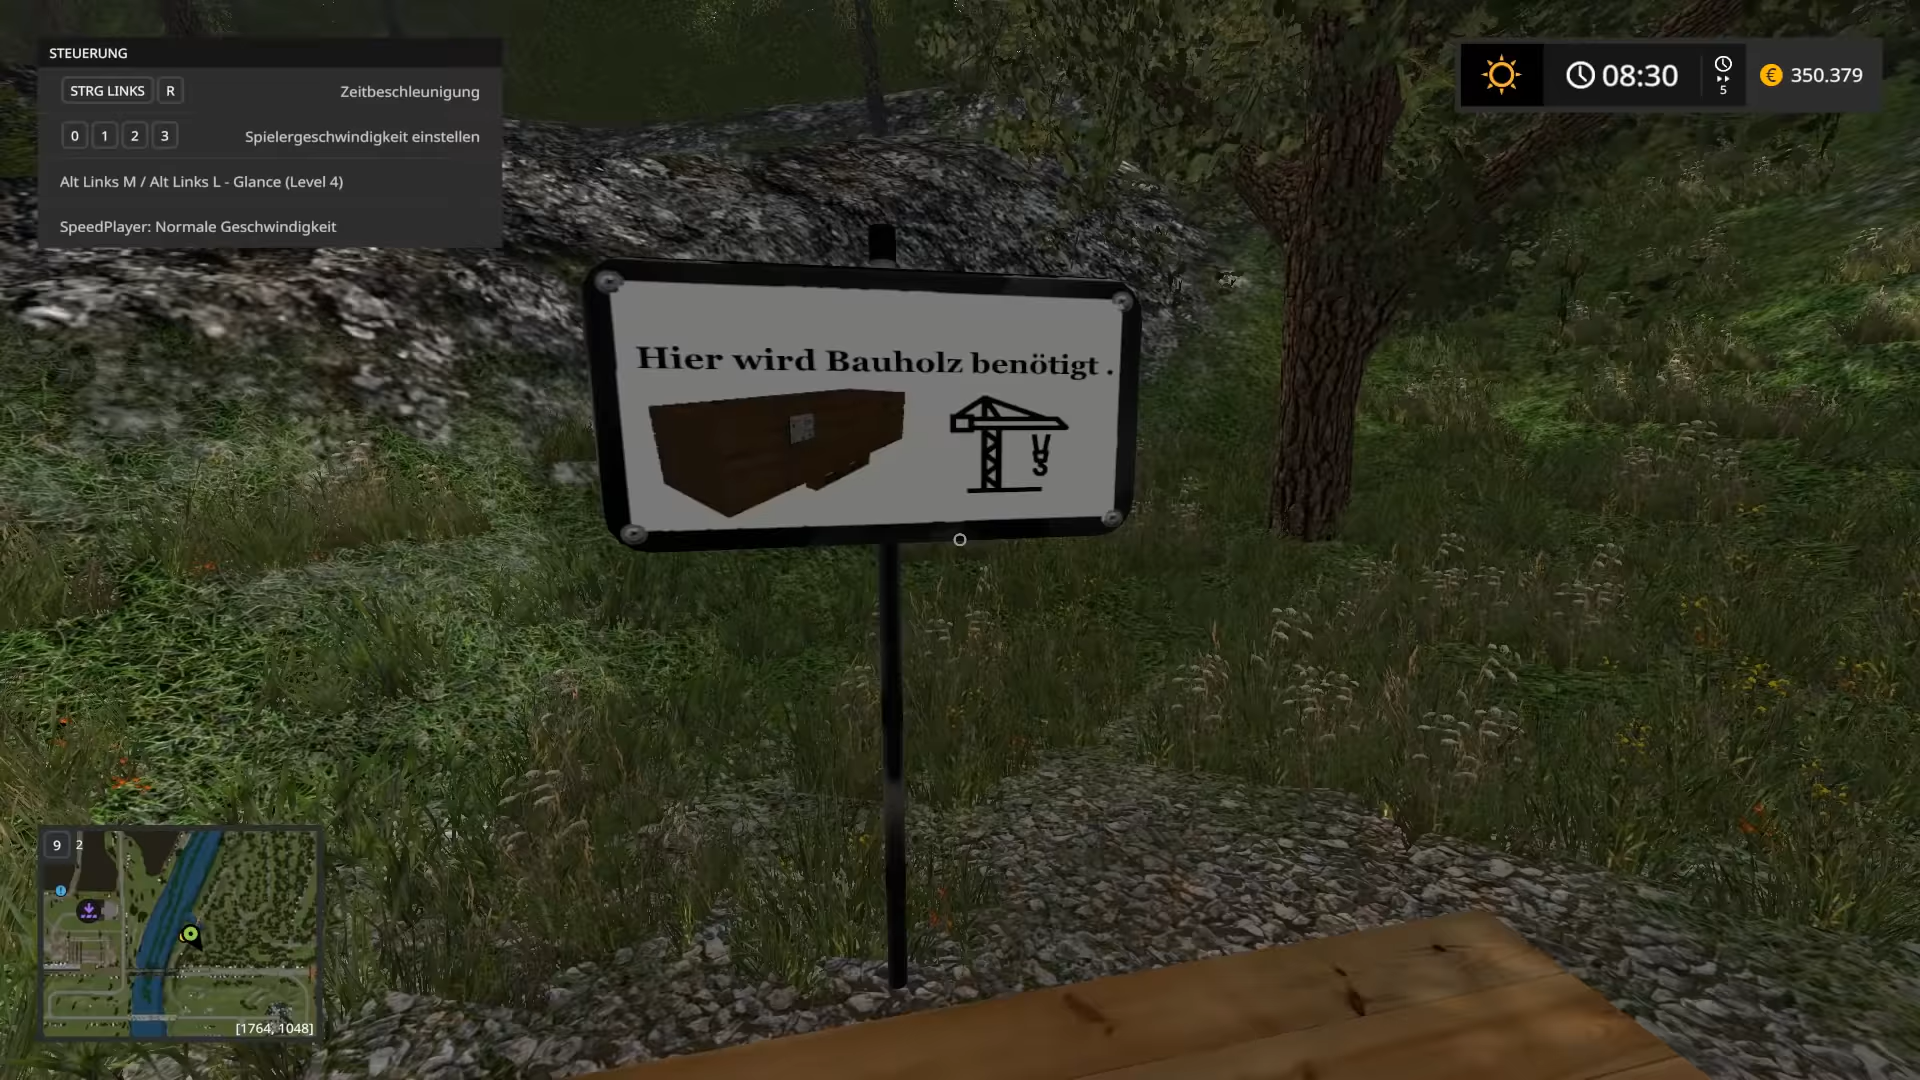 STEUERUNG
STRG LINKS R Zeitbeschleunigung
0 1 2 3 Spielergeschwindigkeit einstellen
Alt Links M / Alt Links L - Glance (Level 4)
SpeedPlayer: Normale Geschwindigkeit
08:30
5
€ 350.379
Hier wird Bauholz benötigt .
9 2
[1764, 1048]